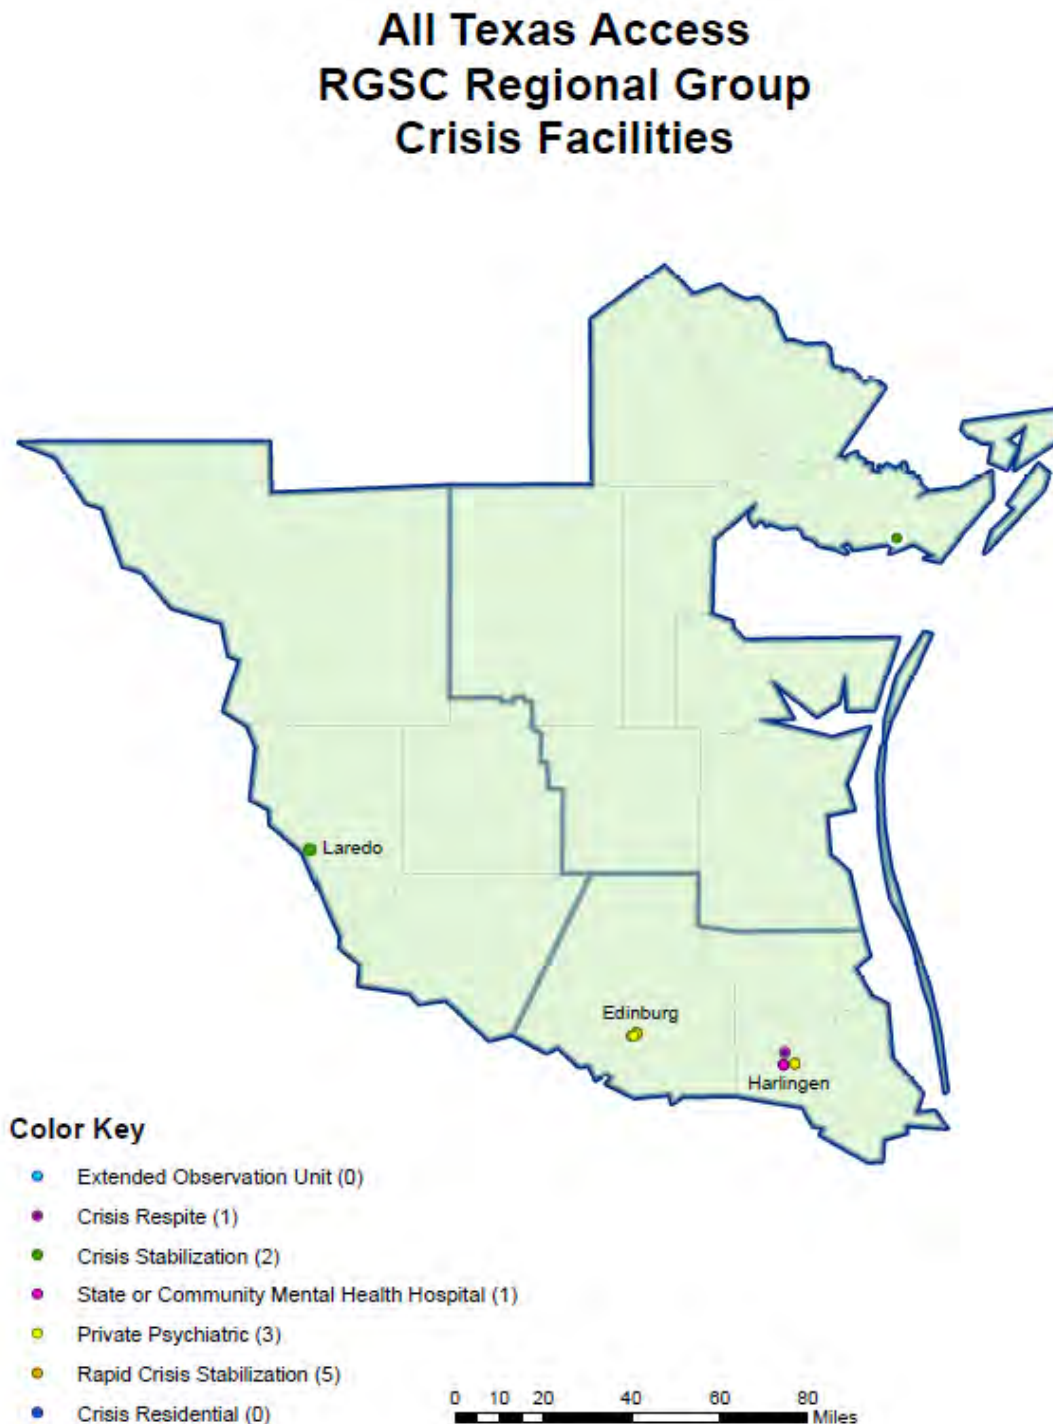 All Texas Access
RGSC Regional Group
Crisis Facilities
Laredo
Edinburg
Harlingen
Color Key
Extended Observation Unit (0)
Crisis Respite (1)
Crisis Stabilization (2)
State or Community Mental Health Hospital (1)
Private Psychiatric (3)
Rapid Crisis Stabilization (5)
Crisis Residential (0)
0 10 20 40 60 80
Miles